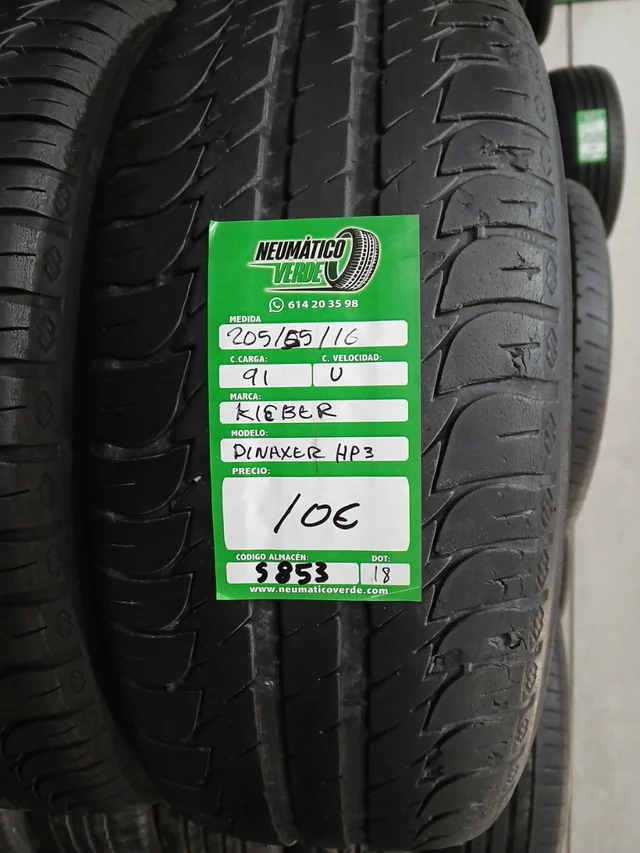 NEUMÁTICO
VERDE
614 20 35 98
MEDIDA
205/55/16
C.CARGA: C. VELOCIDAD:
91 U
MARCA:
KLEBER
MODELO:
DINAXER HP3
PRECIO:
10€
CÓDIGO ALMACÉN: DOT:
S853 18
www.neumaticoverde.com